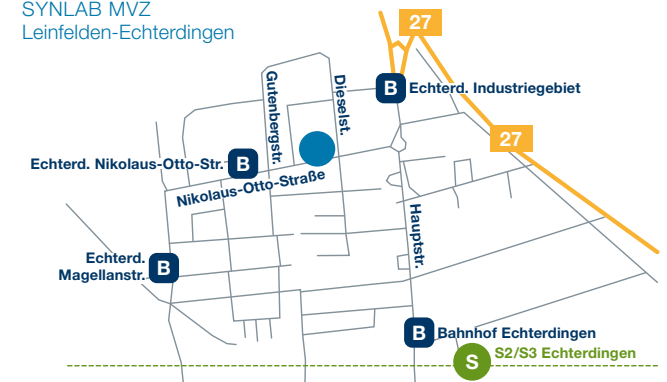 SYNLAB MVZ
Leinfelden-Echterdingen
27
Gutenbergstr.
Dieselst.
B Echterd. Industriegebiet
27
Echterd. Nikolaus-Otto-Str. B
Nikolaus-Otto-Straße
Hauptstr.
Echterd.
Magellanstr. B
B Bahnhof Echterdingen
S S2/S3 Echterdingen